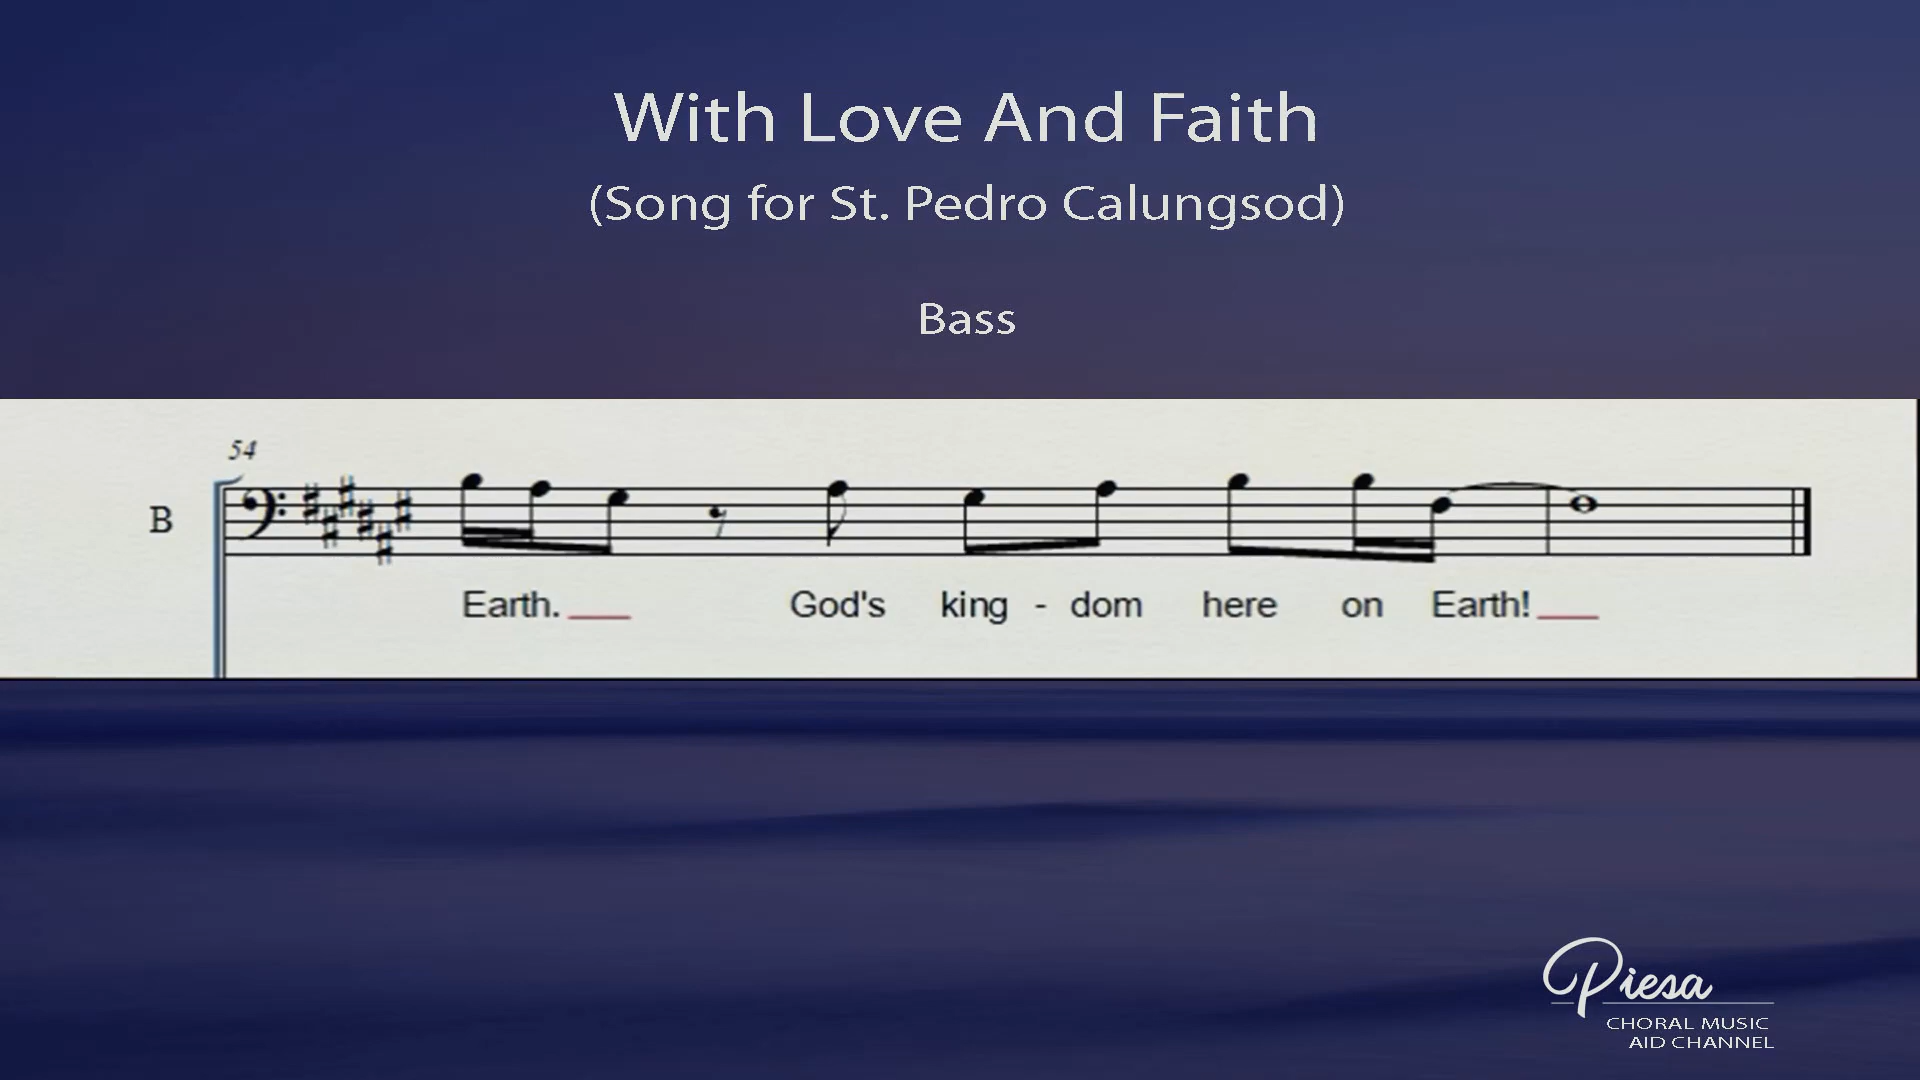 With Love And Faith
(Song for St. Pedro Calungsod)
Bass
54
B
Earth. God's king - dom here on Earth!
Piesa
CHORAL MUSIC
AID CHANNEL